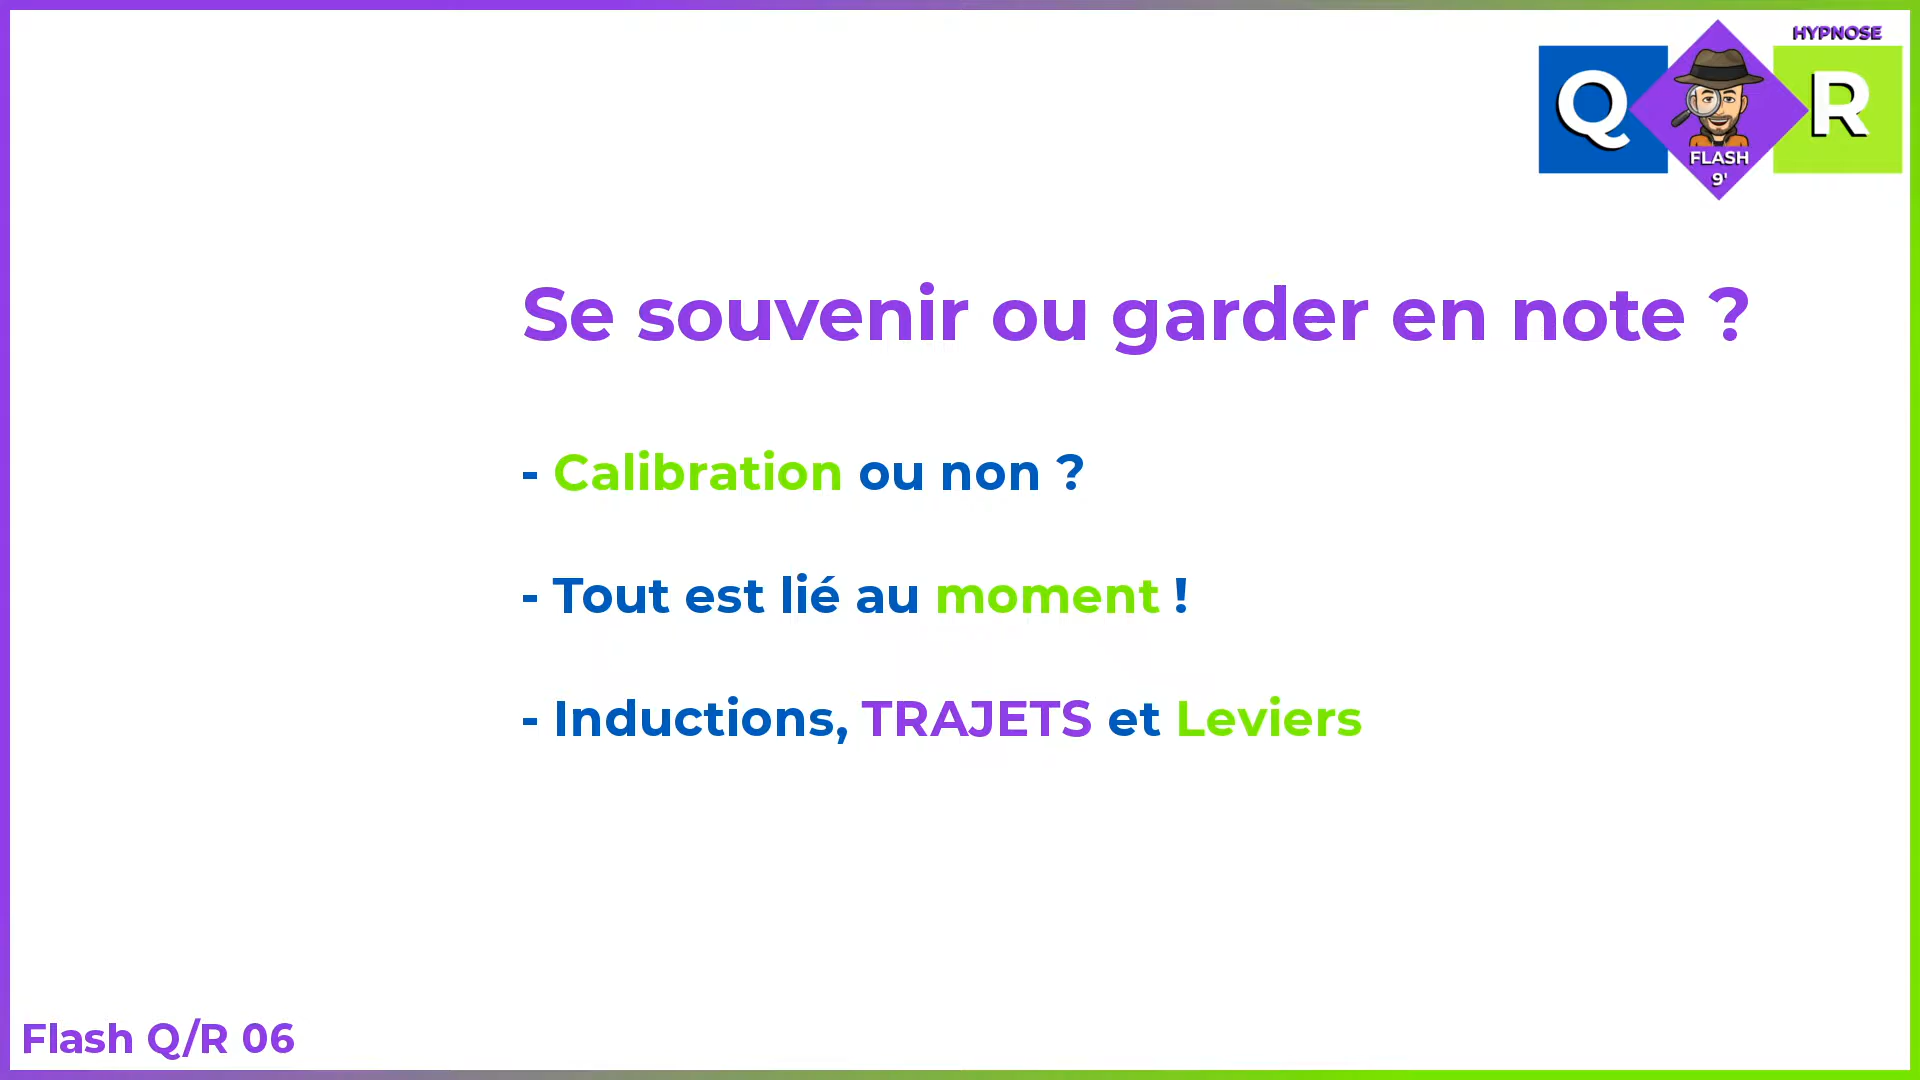 HYPNOSE
Q
R
FLASH
9'
Se souvenir ou garder en note ?
- Calibration ou non ?
- Tout est lié au moment !
- Inductions, TRAJETS et Leviers
Flash Q/R 06